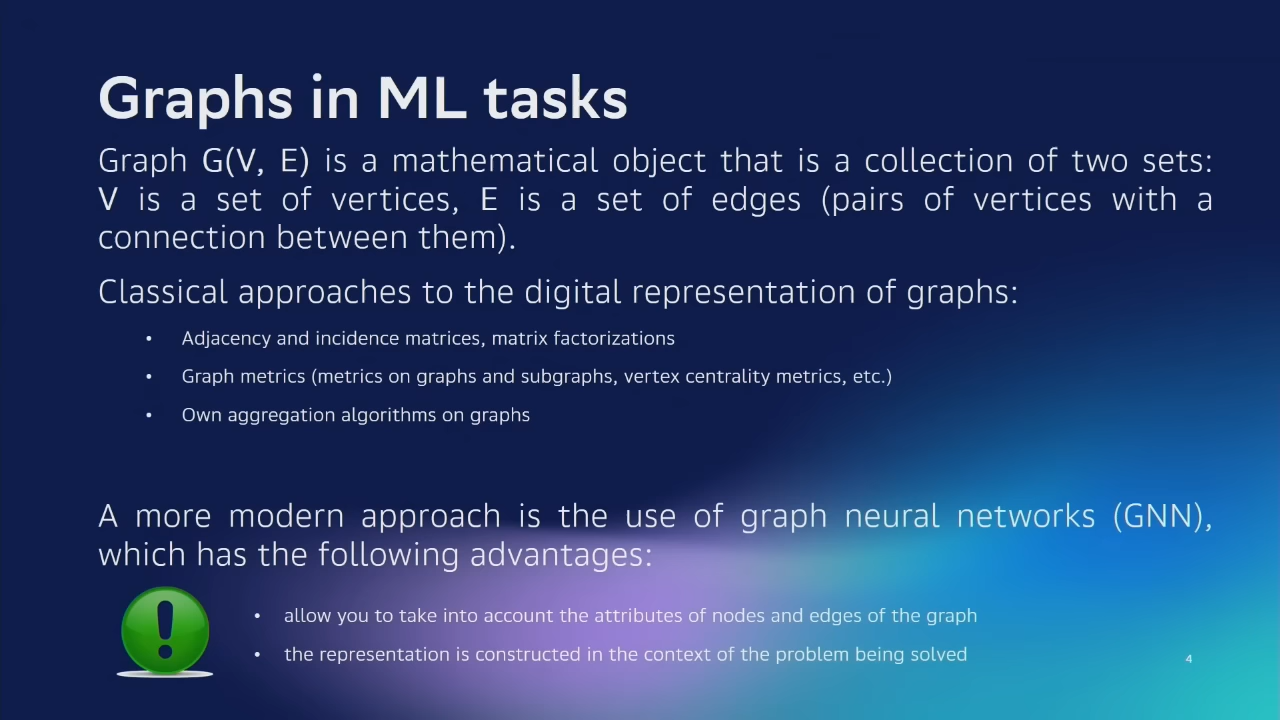 Graphs in ML tasks
Graph G(V, E) is a mathematical object that is a collection of two sets:
V is a set of vertices, E is a set of edges (pairs of vertices with a
connection between them).
Classical approaches to the digital representation of graphs:
• Adjacency and incidence matrices, matrix factorizations
• Graph metrics (metrics on graphs and subgraphs, vertex centrality metrics, etc.)
• Own aggregation algorithms on graphs
A more modern approach is the use of graph neural networks (GNN),
which has the following advantages:
• allow you to take into account the attributes of nodes and edges of the graph
• the representation is constructed in the context of the problem being solved
4